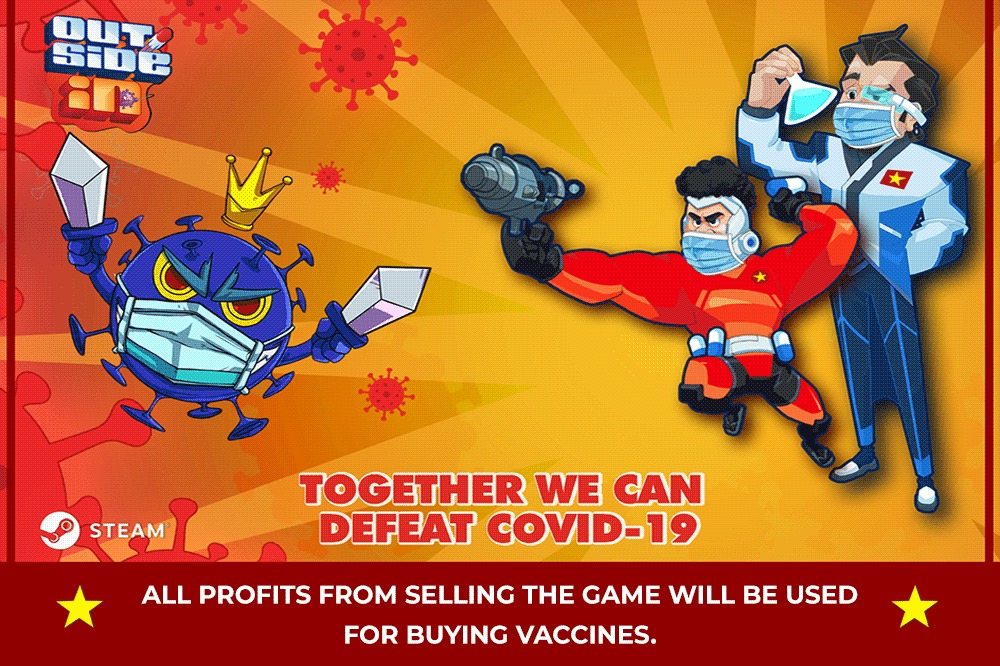 OUT
SIDE
IN
TOGETHER WE CAN
DEFEAT COVID-19
STEAM
ALL PROFITS FROM SELLING THE GAME WILL BE USED
FOR BUYING VACCINES.